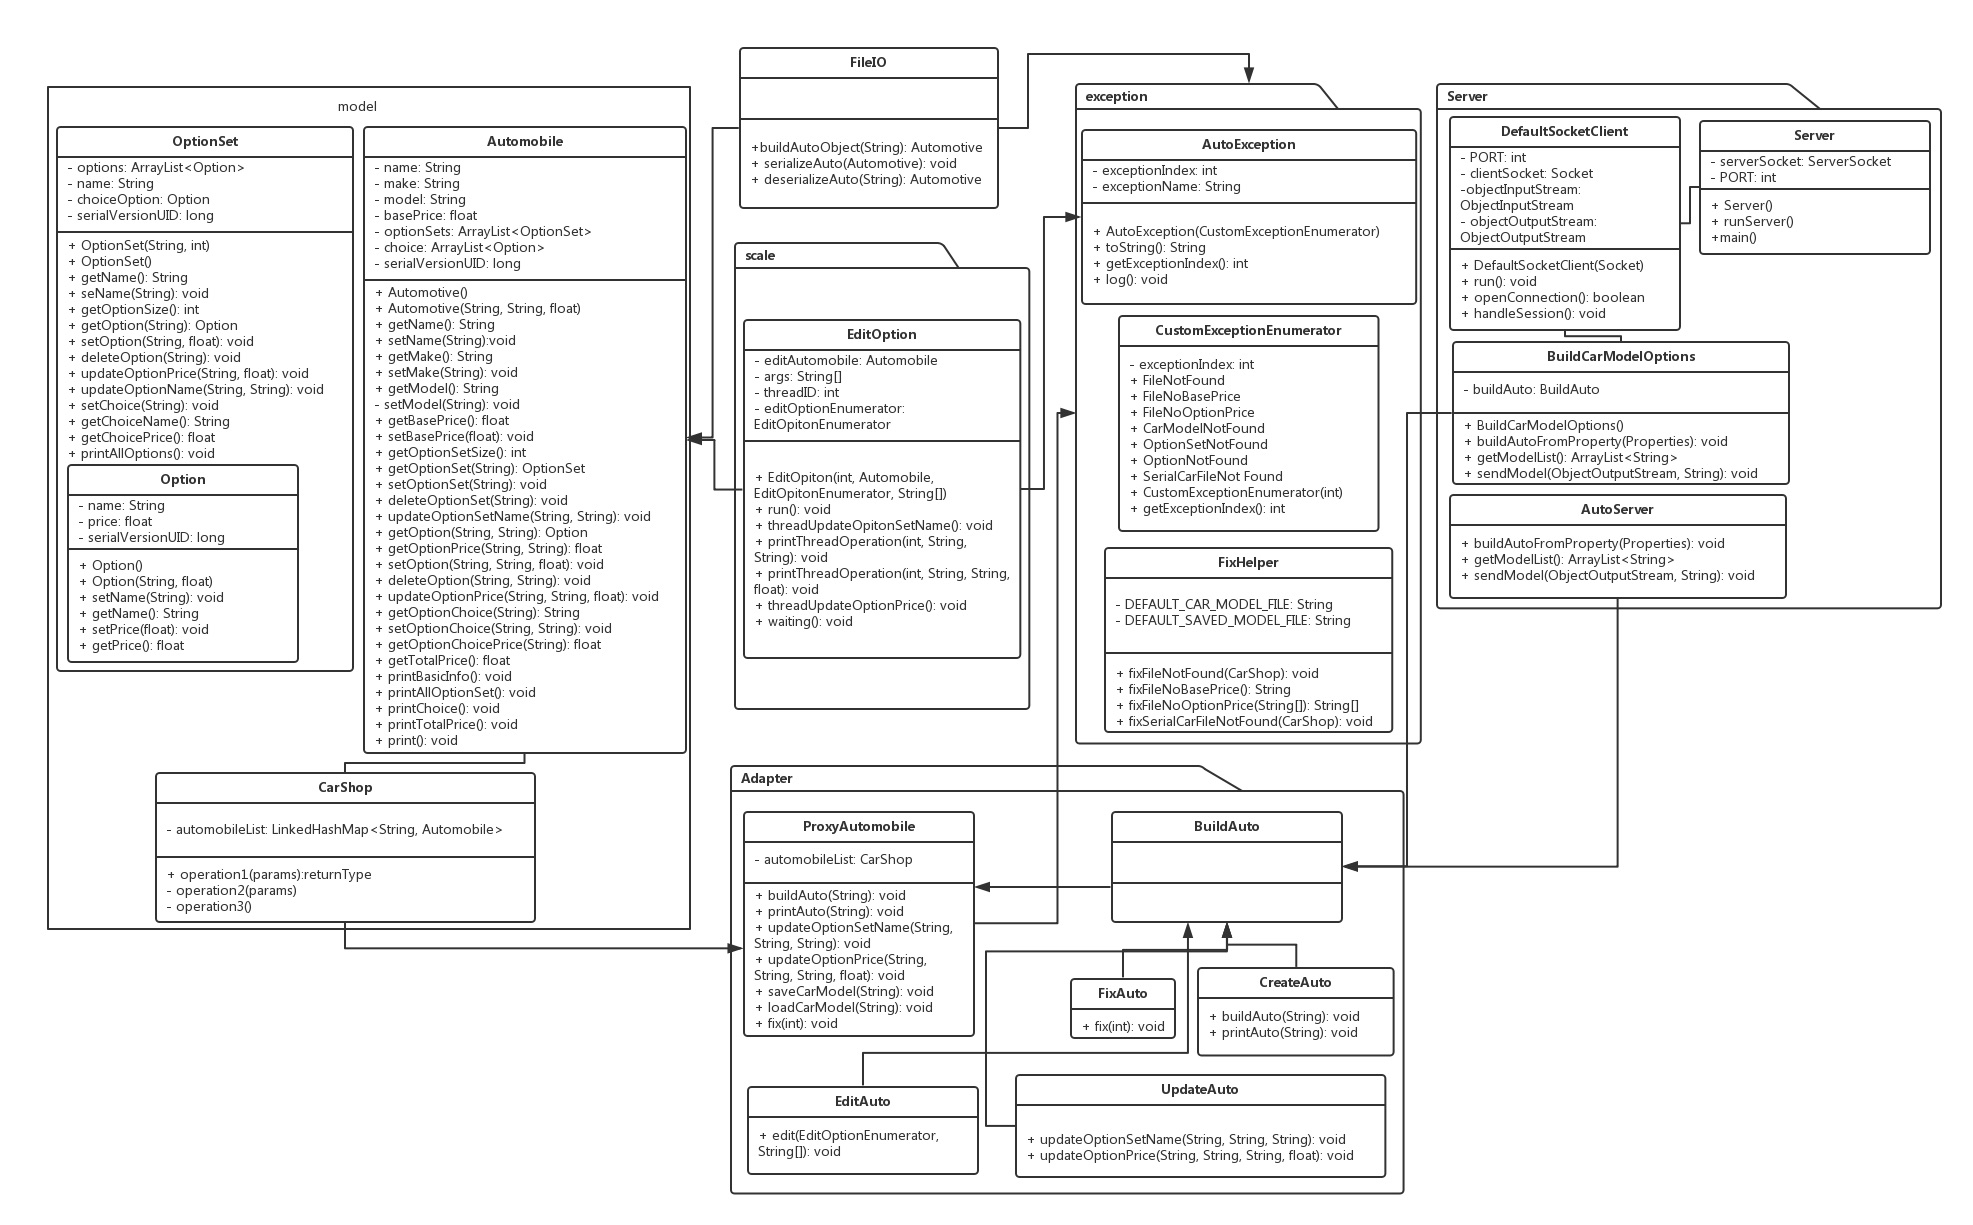 model
OptionSet
- options: ArrayList<Option>
- name: String
- choiceOption: Option
- serialVersionUID: long
+ OptionSet(String, int)
+ OptionSet()
+ getName(): String
+ seName(String): void
+ getOptionSize(): int
+ getOption(String): Option
+ setOption(String, float): void
+ deleteOption(String): void
+ updateOptionPrice(String, float): void
+ updateOptionName(String, String): void
+ setChoice(String): void
+ getChoiceName(): String
+ getChoicePrice(): float
+ printAllOptions(): void
Option
- name: String
- price: float
- serialVersionUID: long
+ Option()
+ Option(String, float)
+ setName(String): void
+ getName(): String
+ setPrice(float): void
+ getPrice(): float
Automobile
- name: String
- make: String
- model: String
- basePrice: float
- optionSets: ArrayList<OptionSet>
- choice: ArrayList<Option>
- serialVersionUID: long
+ Automotive()
+ Automotive(String, String, float)
+ getName(): String
+ setName(String):void
+ getMake(): String
+ setMake(String): void
+ getModel(): String
- setModel(String): void
+ getBasePrice(): float
+ setBasePrice(float): void
+ getOptionSetSize(): int
+ getOptionSet(String): OptionSet
+ setOptionSet(String): void
+ deleteOptionSet(String): void
+ updateOptionSetName(String, String): void
+ getOption(String, String): Option
+ getOptionPrice(String, String): float
+ setOption(String, String, float): void
+ deleteOption(String, String): void
+ updateOptionPrice(String, String, float): void
+ getOptionChoice(String): String
+ setOptionChoice(String, String): void
+ getOptionChoicePrice(String): float
+ getTotalPrice(): float
+ printBasicInfo(): void
+ printAllOptionSet(): void
+ printChoice(): void
+ printTotalPrice(): void
+ print(): void
CarShop
- automobileList: LinkedHashMap<String, Automobile>
+ operation1(params):returnType
- operation2(params)
- operation3()
FileIO
+buildAutoObject(String): Automotive
+ serializeAuto(Automotive): void
+ deserializeAuto(String): Automotive
scale
EditOption
- editAutomobile: Automobile
- args: String[]
- threadID: int
- editOptionEnumerator:
EditOpitonEnumerator
+ EditOpiton(int, Automobile,
EditOpitonEnumerator, String[])
+ run(): void
+ threadUpdateOpitonSetName(): void
+ printThreadOperation(int, String,
String): void
+ printThreadOperation(int, String, String,
float): void
+ threadUpdateOptionPrice(): void
+ waiting(): void
exception
AutoException
- exceptionIndex: int
- exceptionName: String
+ AutoException(CustomExceptionEnumerator)
+ toString(): String
+ getExceptionIndex(): int
+ log(): void
CustomExceptionEnumerator
- exceptionIndex: int
+ FileNotFound
+ FileNoBasePrice
+ FileNoOptionPrice
+ CarModelNotFound
+ OptionSetNotFound
+ OptionNotFound
+ SerialCarFileNot Found
+ CustomExceptionEnumerator(int)
+ getExceptionIndex(): int
FixHelper
- DEFAULT_CAR_MODEL_FILE: String
- DEFAULT_SAVED_MODEL_FILE: String
+ fixFileNotFound(CarShop): void
+ fixFileNoBasePrice(): String
+ fixFileNoOptionPrice(String[]): String[]
+ fixSerialCarFileNotFound(CarShop): void
Server
DefaultSocketClient
- PORT: int
- clientSocket: Socket
-objectInputStream:
ObjectInputStream
- objectOutputStream:
ObjectOutputStream
+ DefaultSocketClient(Socket)
+ run(): void
+ openConnection(): boolean
+ handleSession(): void
Server
- serverSocket: ServerSocket
- PORT: int
+ Server()
+ runServer()
+main()
BuildCarModelOptions
- buildAuto: BuildAuto
+ BuildCarModelOptions()
+ buildAutoFromProperty(Properties): void
+ getModelList(): ArrayList<String>
+ sendModel(ObjectOutputStream, String): void
AutoServer
+ buildAutoFromProperty(Properties): void
+ getModelList(): ArrayList<String>
+ sendModel(ObjectOutputStream, String): void
Adapter
ProxyAutomobile
- automobileList: CarShop
+ buildAuto(String): void
+ printAuto(String): void
+ updateOptionSetName(String,
String, String): void
+ updateOptionPrice(String,
String, String, float): void
+ saveCarModel(String): void
+ loadCarModel(String): void
+ fix(int): void
BuildAuto
FixAuto
+ fix(int): void
CreateAuto
+ buildAuto(String): void
+ printAuto(String): void
EditAuto
+ edit(EditOptionEnumerator,
String[]): void
UpdateAuto
+ updateOptionSetName(String, String, String): void
+ updateOptionPrice(String, String, String, float): void